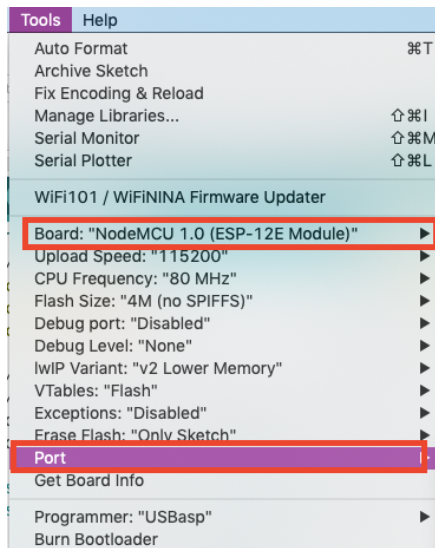 Tools Help
Auto Format ⌘T
Archive Sketch
Fix Encoding & Reload
Manage Libraries... ⇧⌘I
Serial Monitor ⇧⌘M
Serial Plotter ⇧⌘L
WiFi101 / WiFiNINA Firmware Updater
Board: "NodeMCU 1.0 (ESP-12E Module)"
Upload Speed: "115200"
CPU Frequency: "80 MHz"
Flash Size: "4M (no SPIFFS)"
Debug port: "Disabled"
Debug Level: "None"
lwIP Variant: "v2 Lower Memory"
VTables: "Flash"
Exceptions: "Disabled"
Erase Flash: "Only Sketch"
Port
Get Board Info
Programmer: "USBasp"
Burn Bootloader